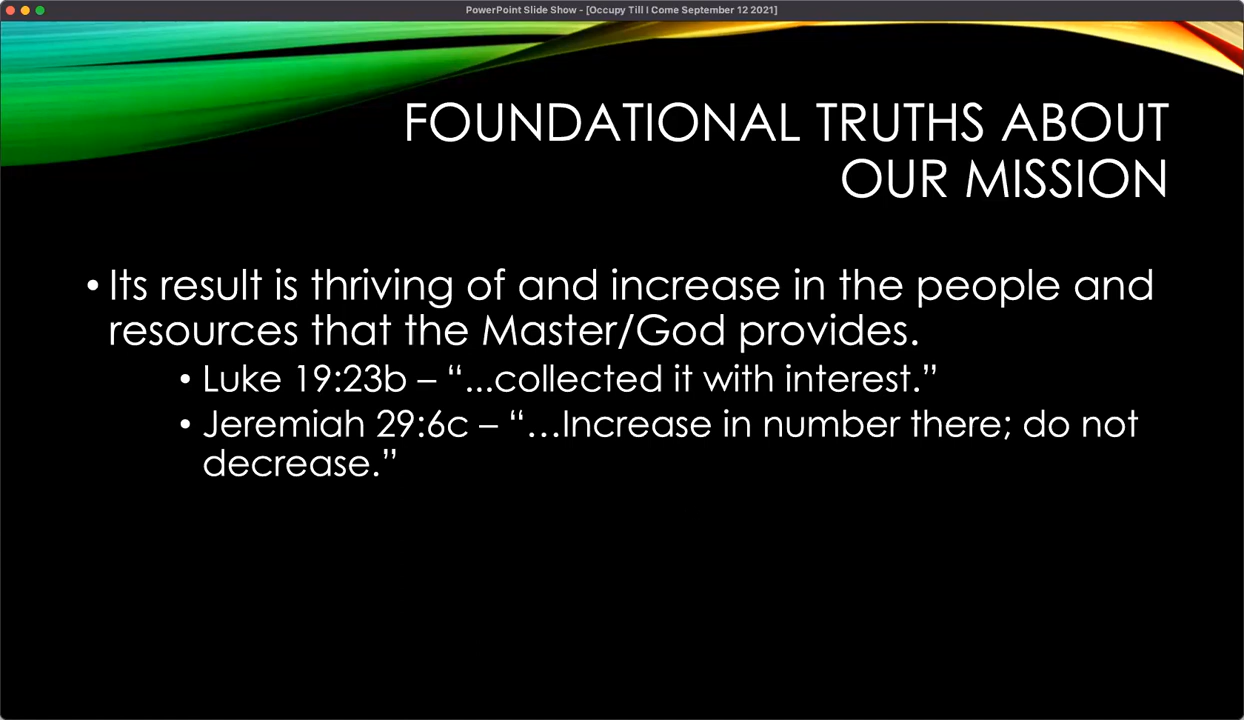 PowerPoint Slide Show - [Occupy Till I Come September 12 2021]
FOUNDATIONAL TRUTHS ABOUT
OUR MISSION
• Its result is thriving of and increase in the people and
resources that the Master/God provides.
• Luke 19:23b – “...collected it with interest.”
• Jeremiah 29:6c – “…Increase in number there; do not
decrease.”